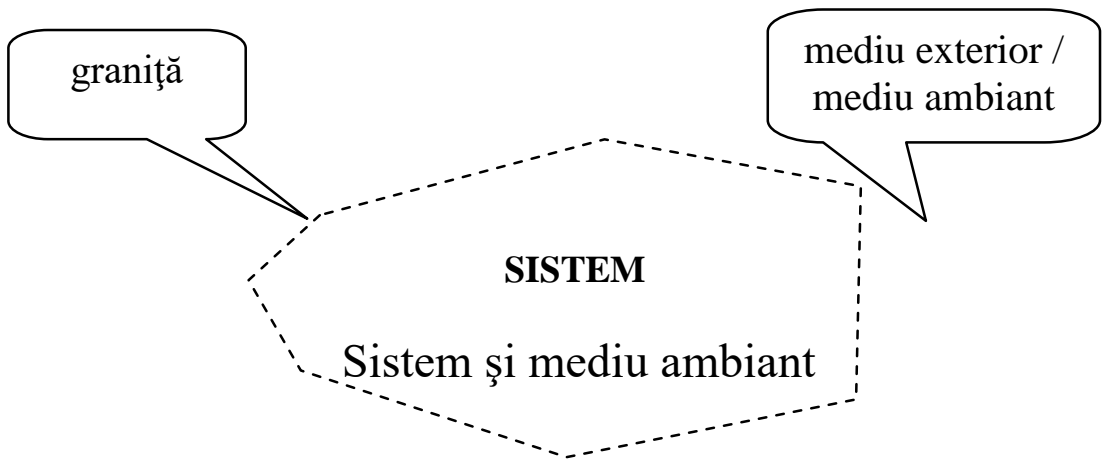 graniţă
mediu exterior /
mediu ambiant
SISTEM
Sistem şi mediu ambiant